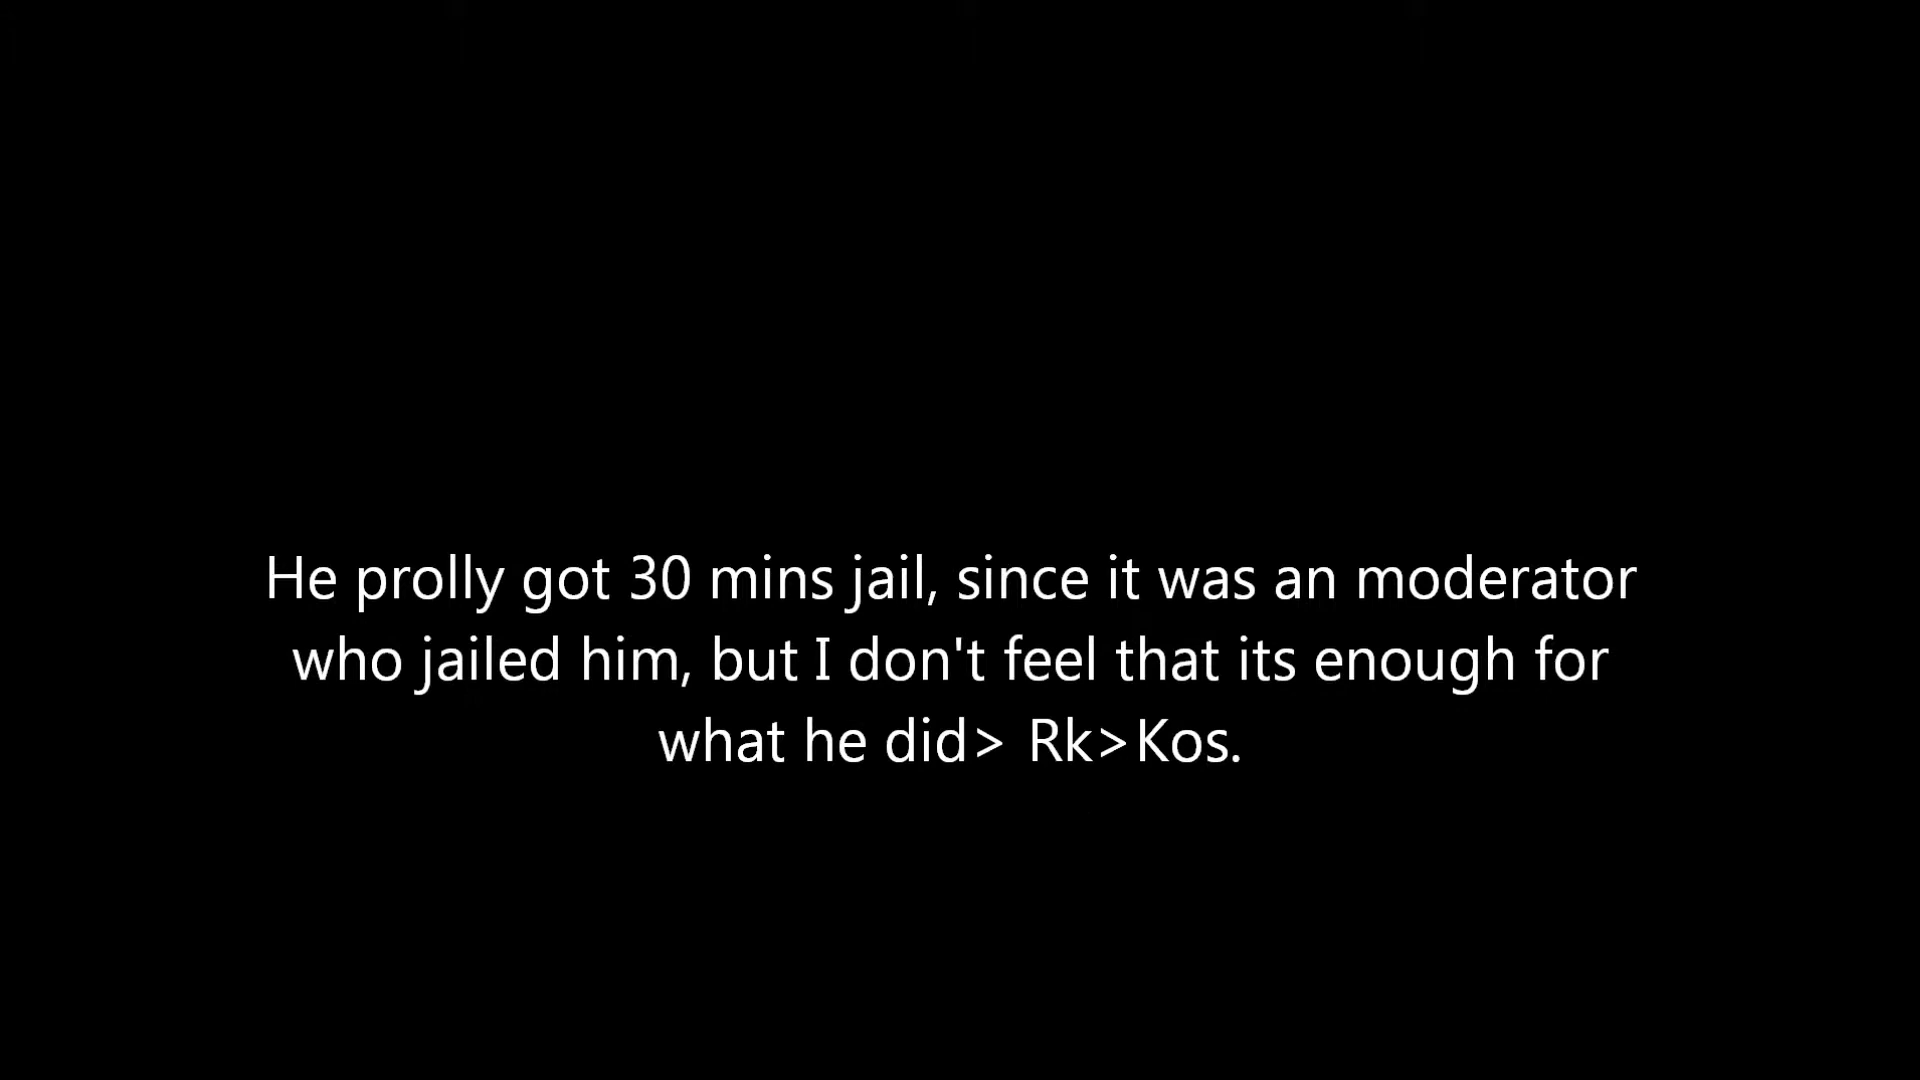 He prolly got 30 mins jail, since it was an moderator
who jailed him, but I don't feel that its enough for
what he did> Rk>Kos.